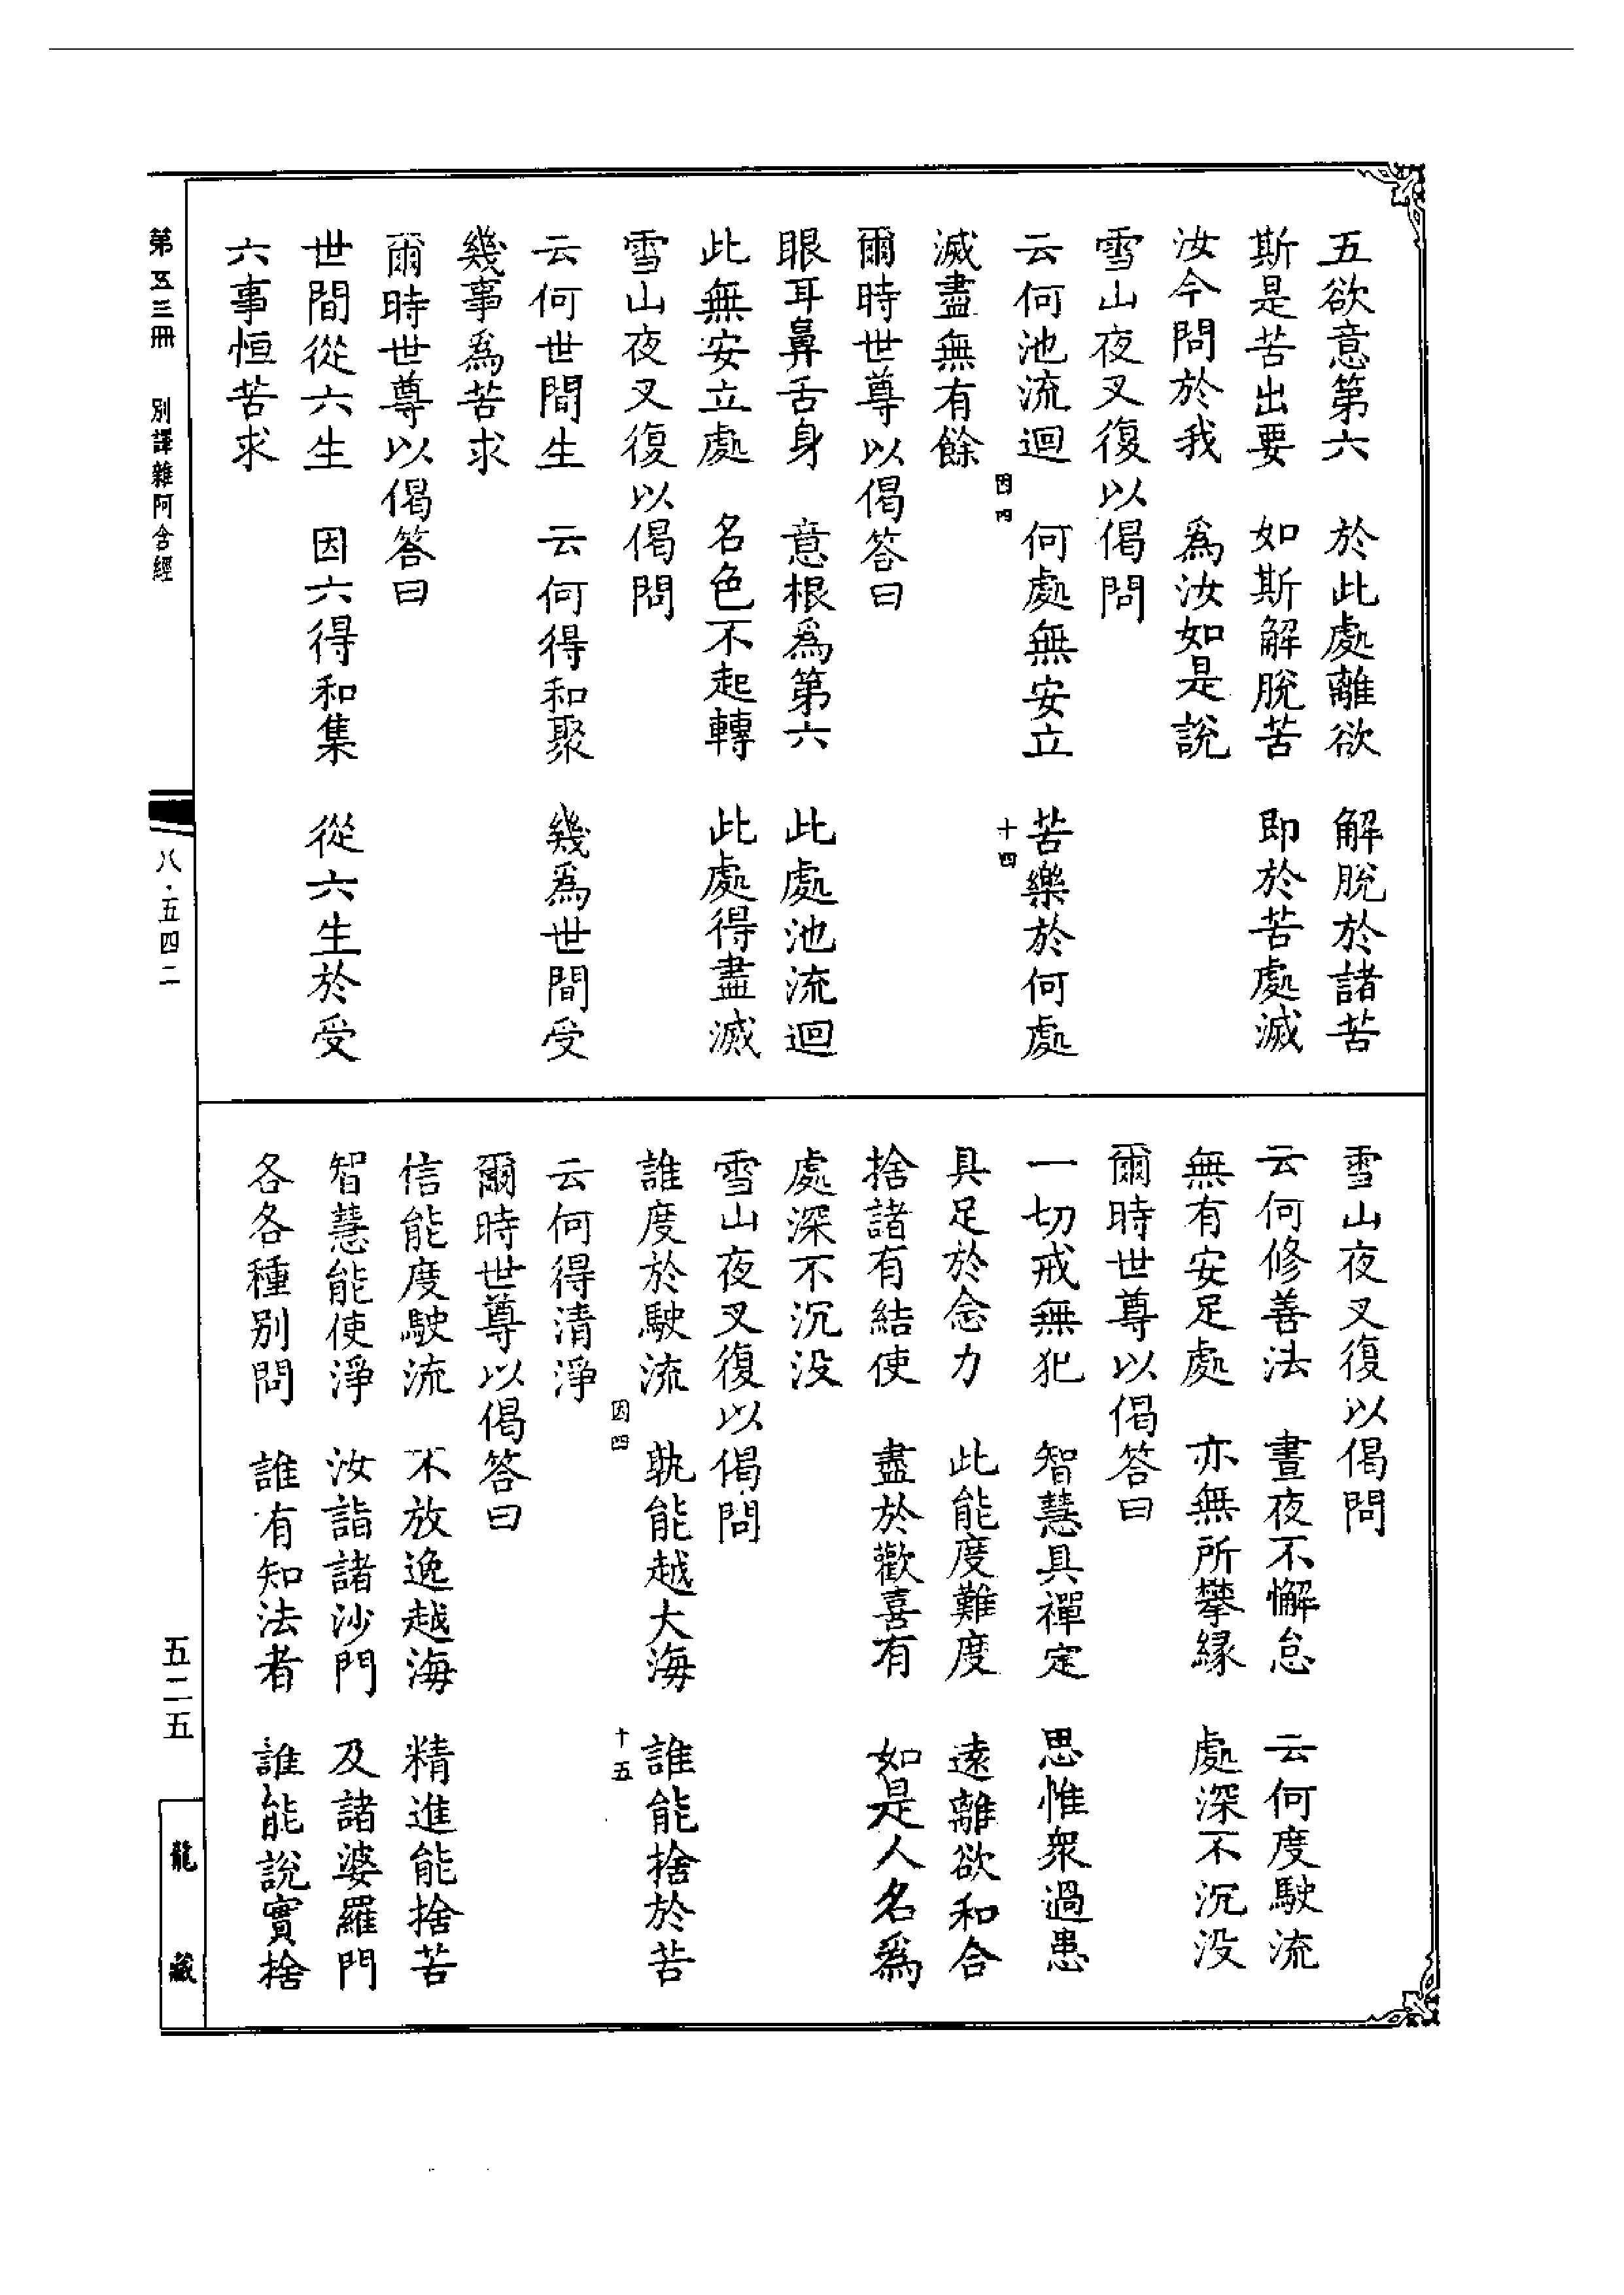 五欲意第六　於此處離欲　解脫於諸苦
斯是苦出要　如斯解脫苦　即於苦處滅
汝今問於我　爲汝如是說
雪山夜叉復以偈問
云何池流迴　何處無安立　苦樂於何處
滅盡無有餘
因四　十四
爾時世尊以偈答曰
眼耳鼻舌身　意根爲第六　此處池流迴
此無安立處　名色不起轉　此處得盡滅
雪山夜叉復以偈問
云何世間生　云何得和聚　幾爲世間受
幾事爲苦求
爾時世尊以偈答曰
世間從六生　因六得和集　從六生於受
六事恒苦求
雪山夜叉復以偈問
云何修善法　晝夜不懈怠　云何度駛流
無有安足處　亦無所攀緣　處深不沉沒
爾時世尊以偈答曰
一切戒無犯　智慧具禪定　思惟衆過患
具足於念力　此能度難度　遠離欲和合
捨諸有結使　盡於歡喜有　如是人名爲
處深不沉沒
雪山夜叉復以偈問
誰度於駛流　孰能越大海　誰能捨於苦
云何得清淨
因四　十五
爾時世尊以偈答曰
信能度駛流　不放逸越海　精進能捨苦
智慧能使淨　汝詣諸沙門　及諸婆羅門
各各種別問　誰有知法者　誰能說實捨
第五三冊　別譯雜阿含經
八·五四二
五二五
龍藏